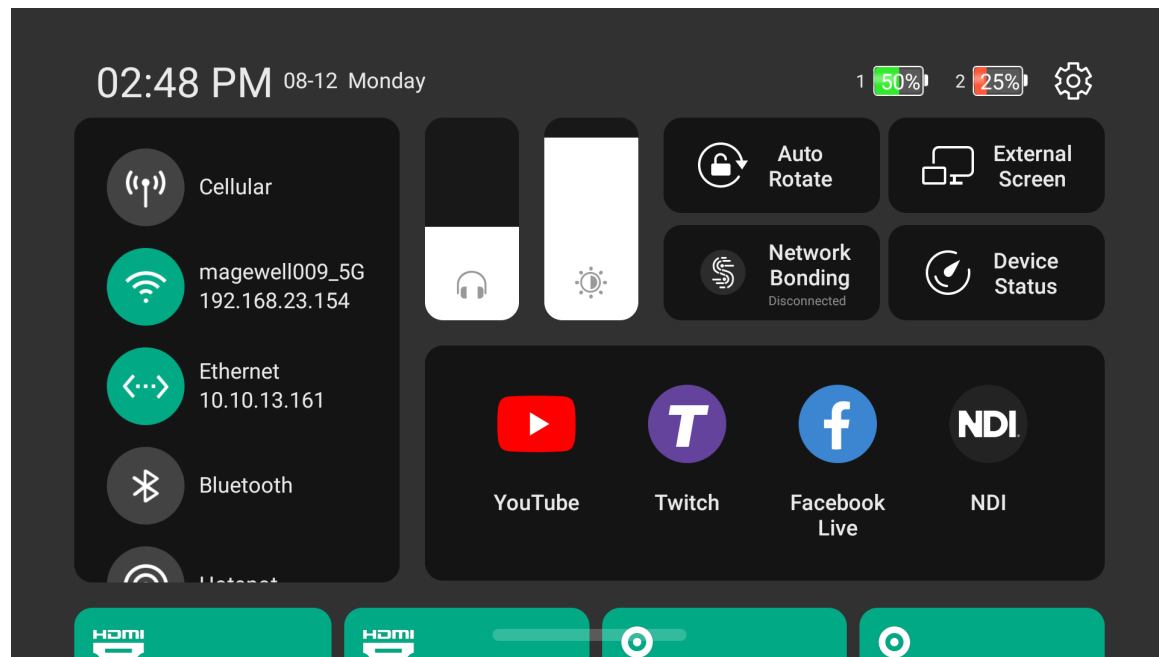 02:48 PM 08-12 Monday
1 50% 2 25%
Cellular
magewell009_5G
192.168.23.154
Ethernet
10.10.13.161
Bluetooth
Auto
Rotate
External
Screen
Network
Bonding
Disconnected
Device
Status
T
f
NDI
YouTube
Twitch
Facebook
Live
NDI
HDMI
HDMI